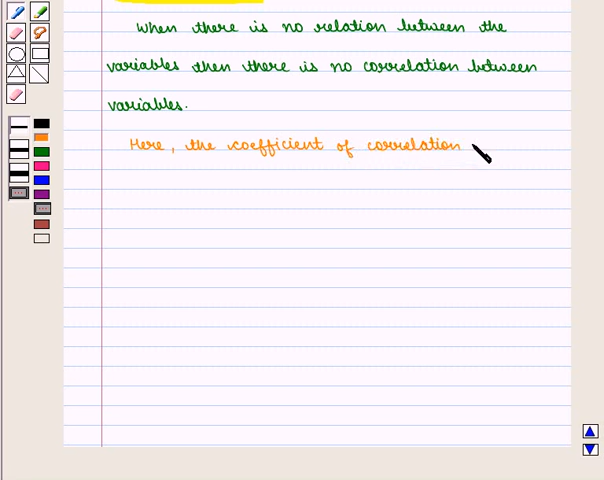 When there is no relation between the
variables then there is no correlation between
variables.
Here, the coefficient of correlation